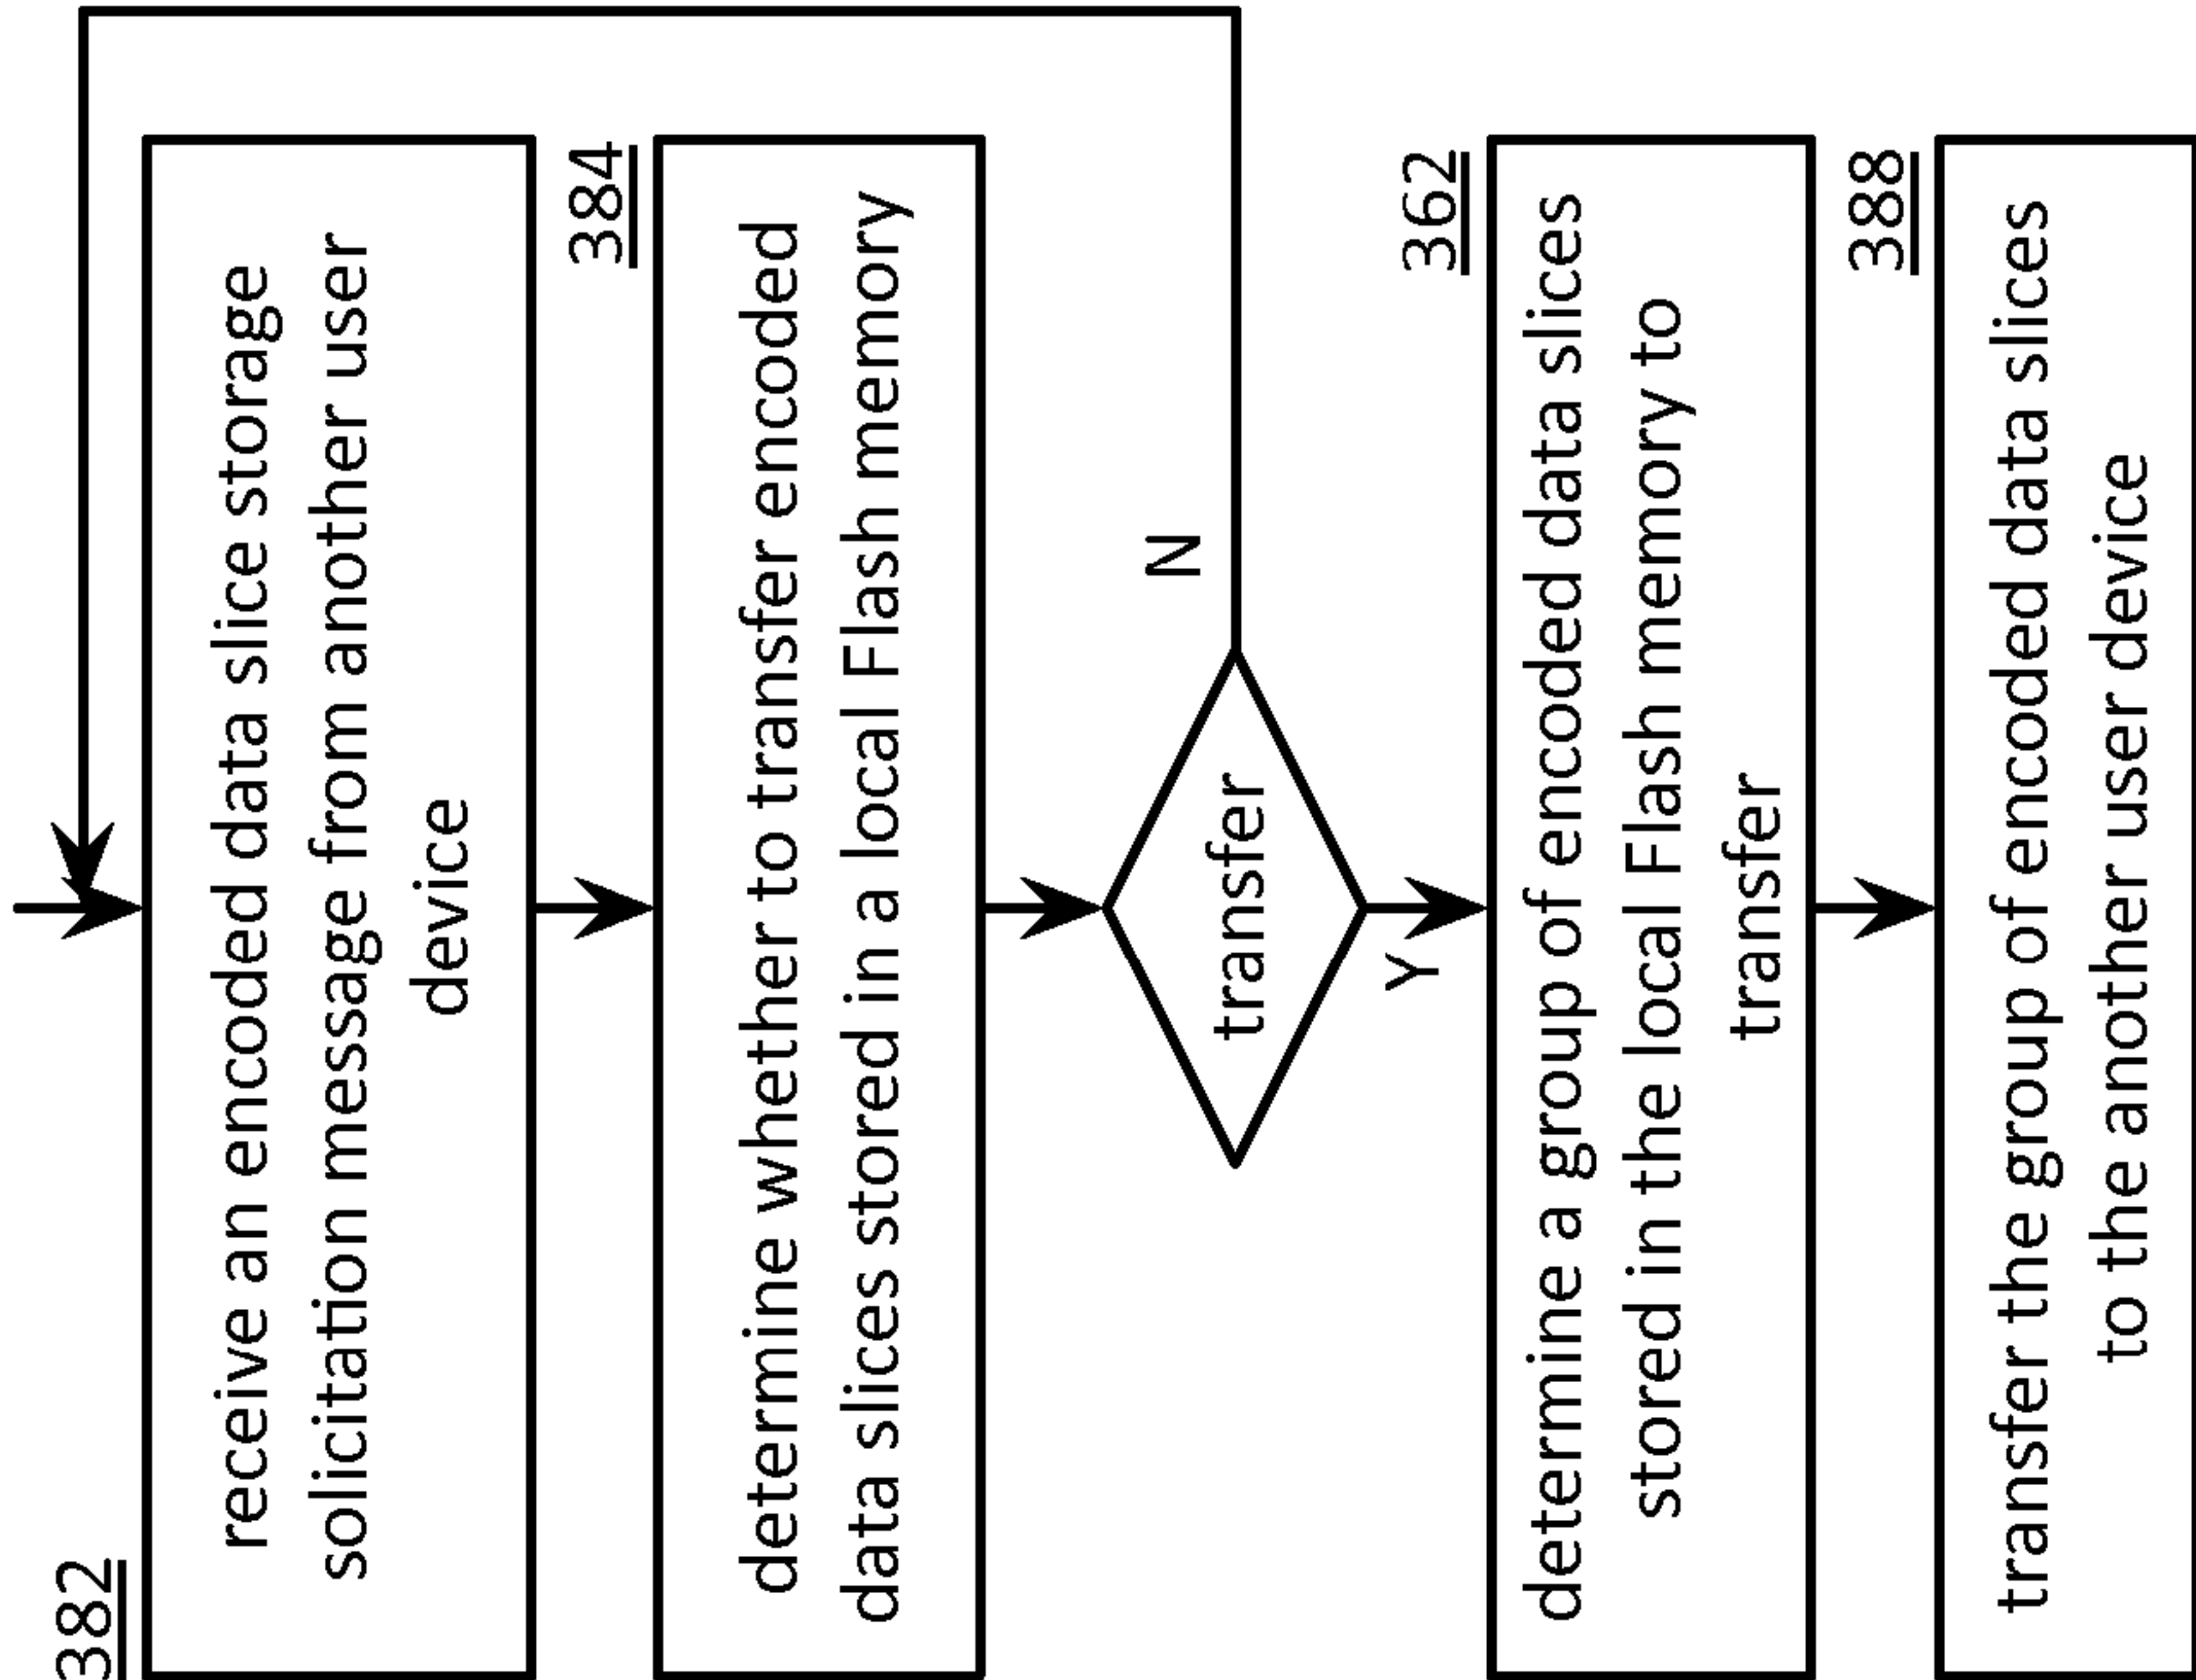 382
receive an encoded data slice storage
solicitation message from another user
device
384
determine whether to transfer encoded
data slices stored in a local Flash memory
transfer
N
Y
362
determine a group of encoded data slices
stored in the local Flash memory to
transfer
388
transfer the group of encoded data slices
to the another user device